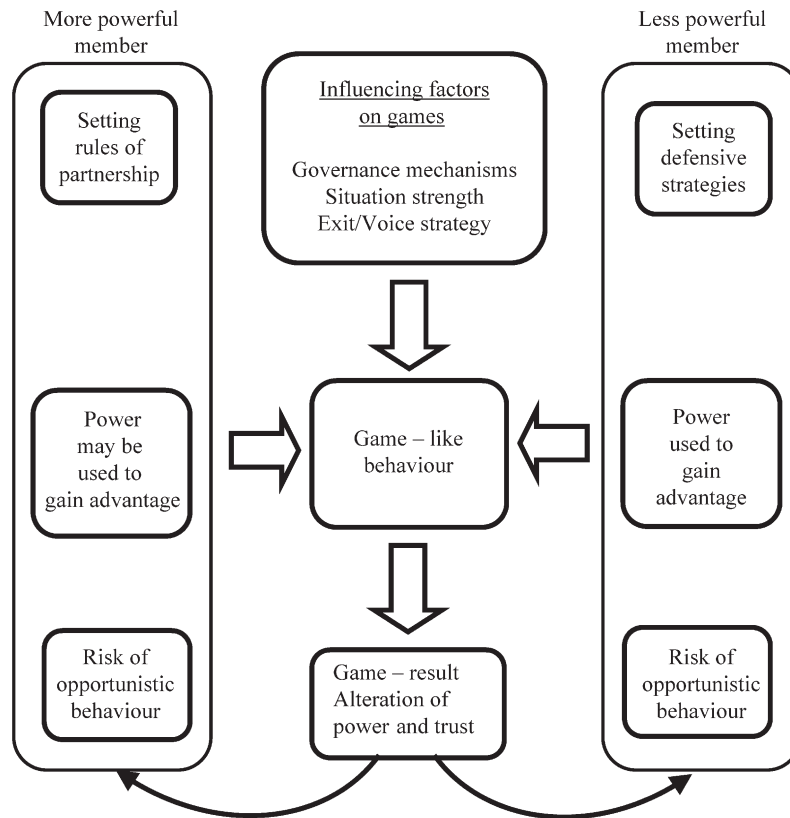 More powerful
member
Setting
rules of
partnership
Power
may be
used to
gain advantage
Risk of
opportunistic
behaviour
Influencing factors
on games
Governance mechanisms
Situation strength
Exit/Voice strategy
Game – like
behaviour
Game – result
Alteration of
power and trust
Less powerful
member
Setting
defensive
strategies
Power
used to
gain
advantage
Risk of
opportunistic
behaviour